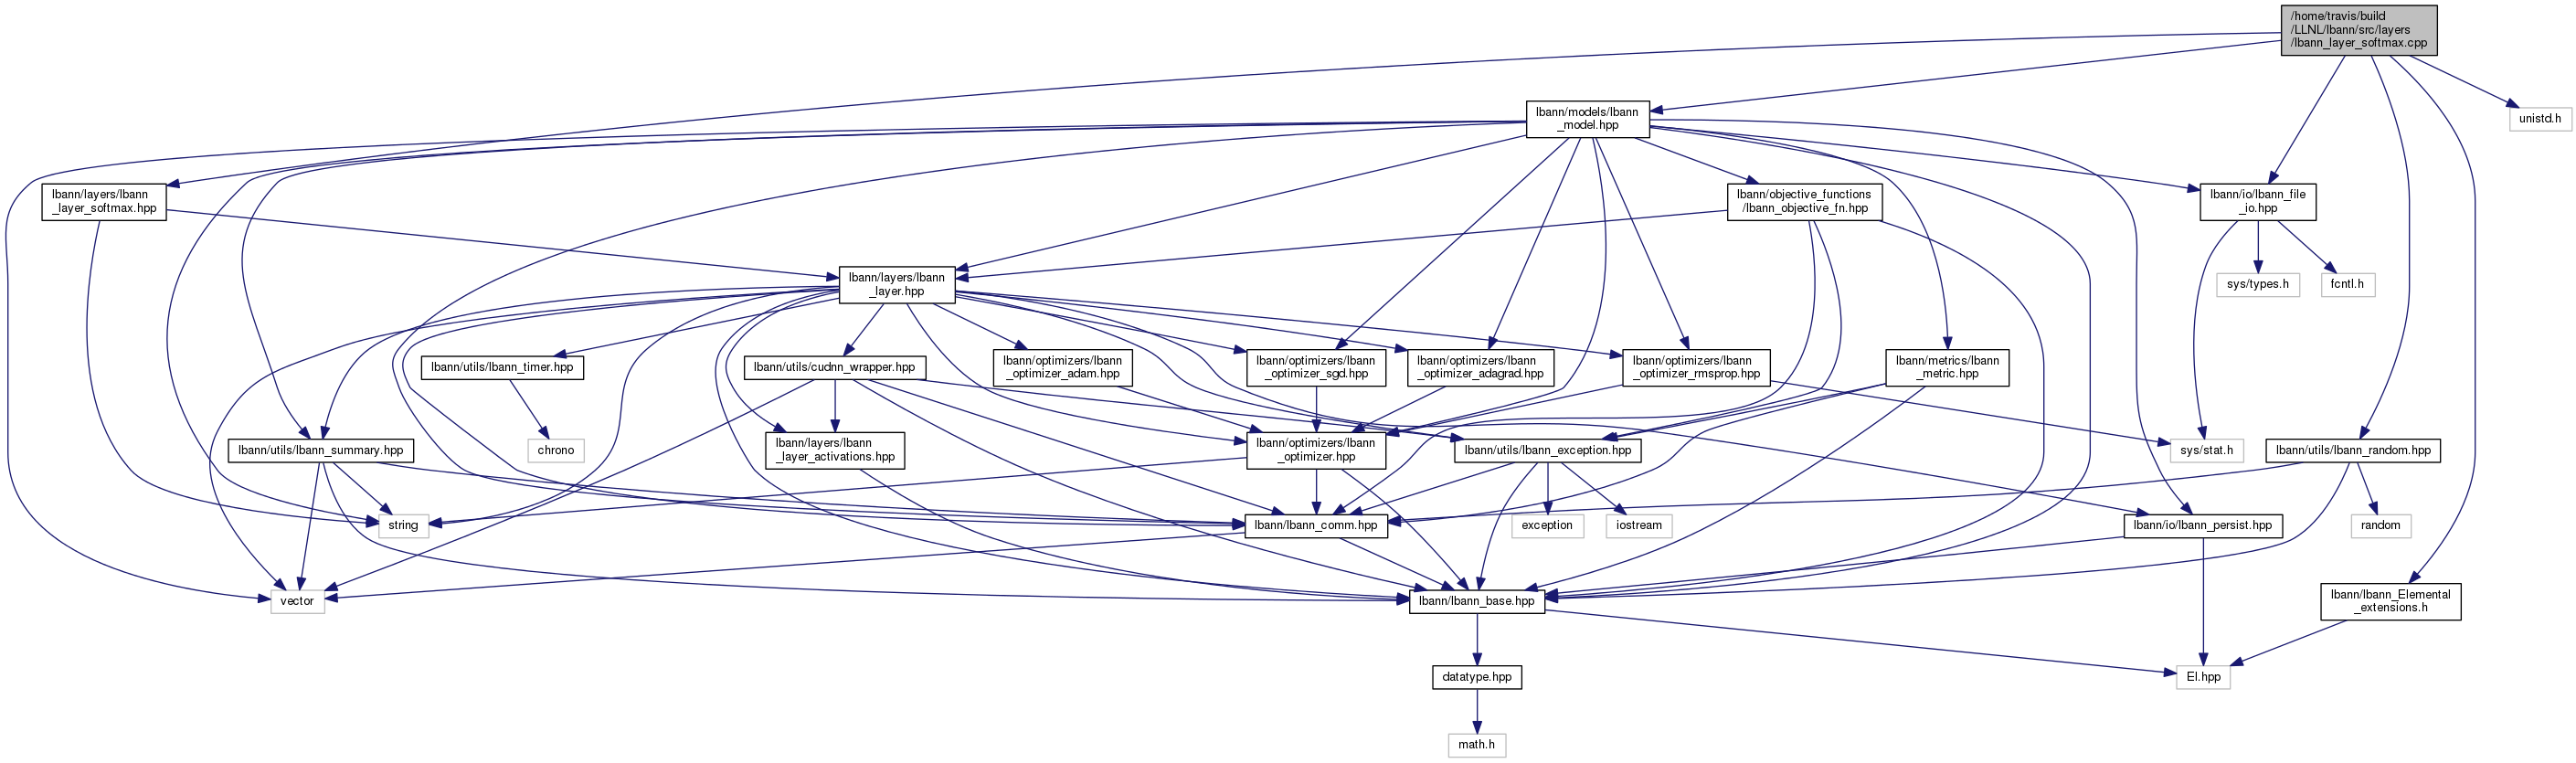 /home/travis/build
/LLNL/lbann/src/layers
/lbann_layer_softmax.cpp
lbann/models/lbann
_model.hpp
unistd.h
lbann/layers/lbann
_layer_softmax.hpp
lbann/objective_functions
/lbann_objective_fn.hpp
lbann/io/lbann_file
_io.hpp
lbann/layers/lbann
_layer.hpp
sys/types.h
fcntl.h
lbann/utils/lbann_timer.hpp
lbann/utils/cudnn_wrapper.hpp
lbann/optimizers/lbann
_optimizer_adam.hpp
lbann/optimizers/lbann
_optimizer_sgd.hpp
lbann/optimizers/lbann
_optimizer_adagrad.hpp
lbann/optimizers/lbann
_optimizer_rmsprop.hpp
lbann/metrics/lbann
_metric.hpp
lbann/utils/lbann_summary.hpp
chrono
lbann/layers/lbann
_layer_activations.hpp
lbann/optimizers/lbann
_optimizer.hpp
lbann/utils/lbann_exception.hpp
sys/stat.h
lbann/utils/lbann_random.hpp
string
lbann/lbann_comm.hpp
exception
iostream
lbann/io/lbann_persist.hpp
random
vector
lbann/lbann_base.hpp
lbann/lbann_Elemental
_extensions.h
datatype.hpp
El.hpp
math.h